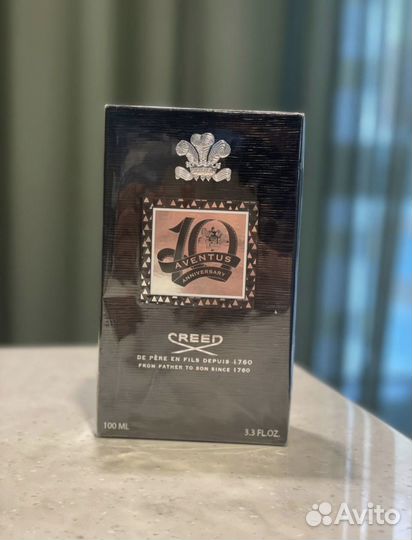 10
AVENTUS
ANNIVERSARY
CREED
DE PÈRE EN FILS DEPUIS 1760
FROM FATHER TO SON SINCE 1760
100 ML
3.3 FL.OZ.
Avito